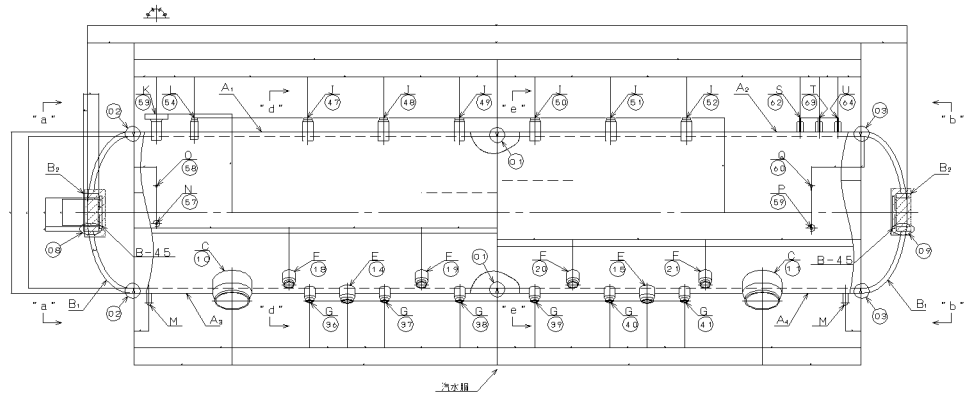 K L A₁ I I I I I I A₂ S T U
02 53 54 "d" 47 48 49 "e" 50 51 52 62 63 64 03
"a" "d" "e" "b"
01
B₂ O Q B₂
58 60
N P
57 59
08 B-45 C F E F 01 F E F C B-45 09
10 18 14 19 20 15 21 11
"a" B₁ "d" "e" B₁ "b"
02 M A₃ G G G G G G A₄ M 03
36 37 38 39 40 41
汽水胴